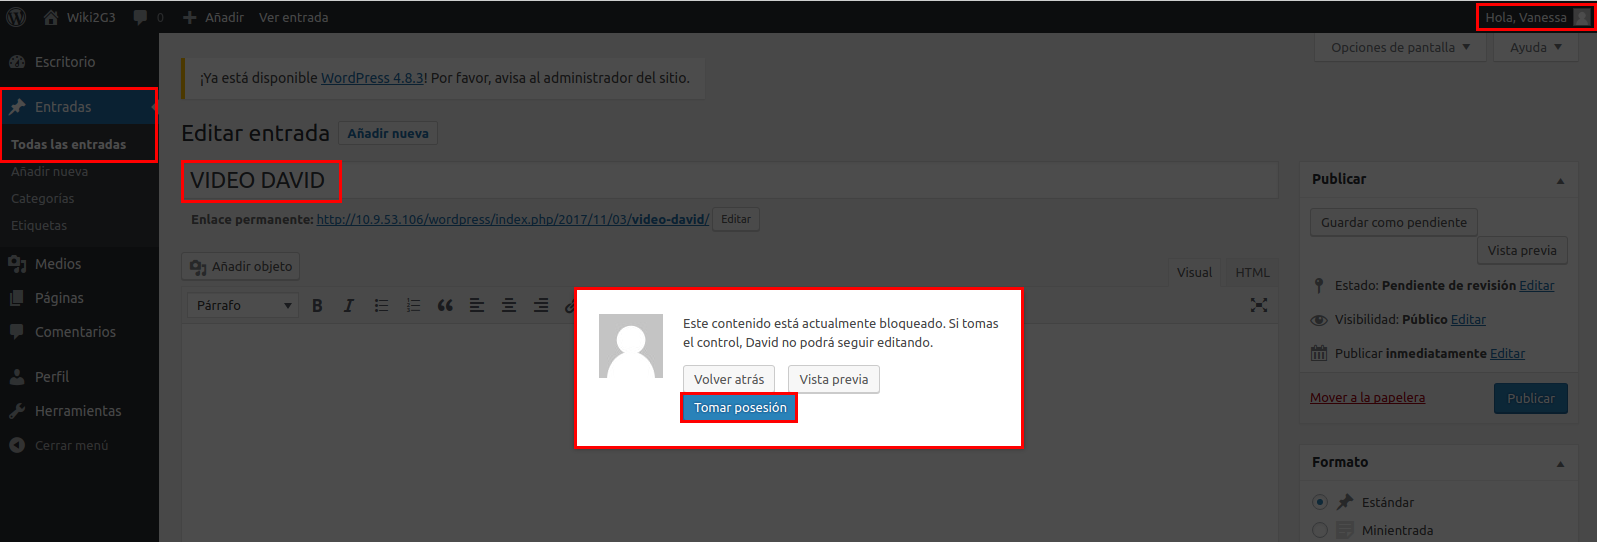 Wiki2G3 0 Añadir Ver entrada Hola, Vanessa
Opciones de pantalla Ayuda
Escritorio
Entradas
Todas las entradas
Añadir nueva
Categorías
Etiquetas
Medios
Páginas
Comentarios
Perfil
Herramientas
Cerrar menú
¡Ya está disponible WordPress 4.8.3! Por favor, avisa al administrador del sitio.
Editar entrada Añadir nueva
VIDEO DAVID
Enlace permanente: http://10.9.53.106/wordpress/index.php/2017/11/03/video-david/ Editar
Añadir objeto Visual HTML
Párrafo B I
Este contenido está actualmente bloqueado. Si tomas
el control, David no podrá seguir editando.
Volver atrás Vista previa
Tomar posesión
Publicar
Guardar como pendiente
Vista previa
Estado: Pendiente de revisión Editar
Visibilidad: Público Editar
Publicar inmediatamente Editar
Mover a la papelera Publicar
Formato
Estándar
Minientrada